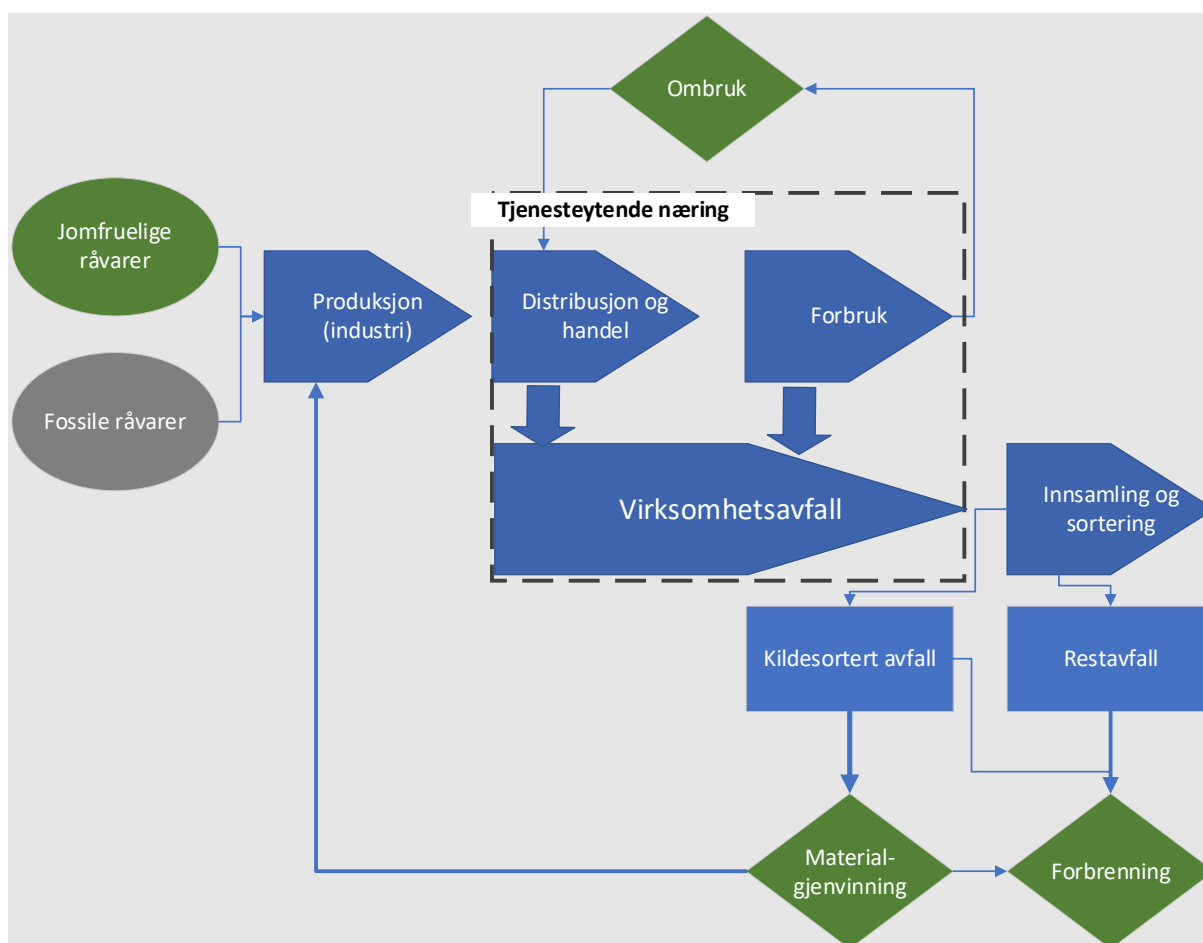 Ombruk
Tjenesteytende næring
Jomfruelige
råvarer
Produksjon
(industri)
Distribusjon og
handel
Forbruk
Fossile råvarer
Virksomhetsavfall
Innsamling og
sortering
Kildesortert avfall
Restavfall
Material-
gjenvinning
Forbrenning